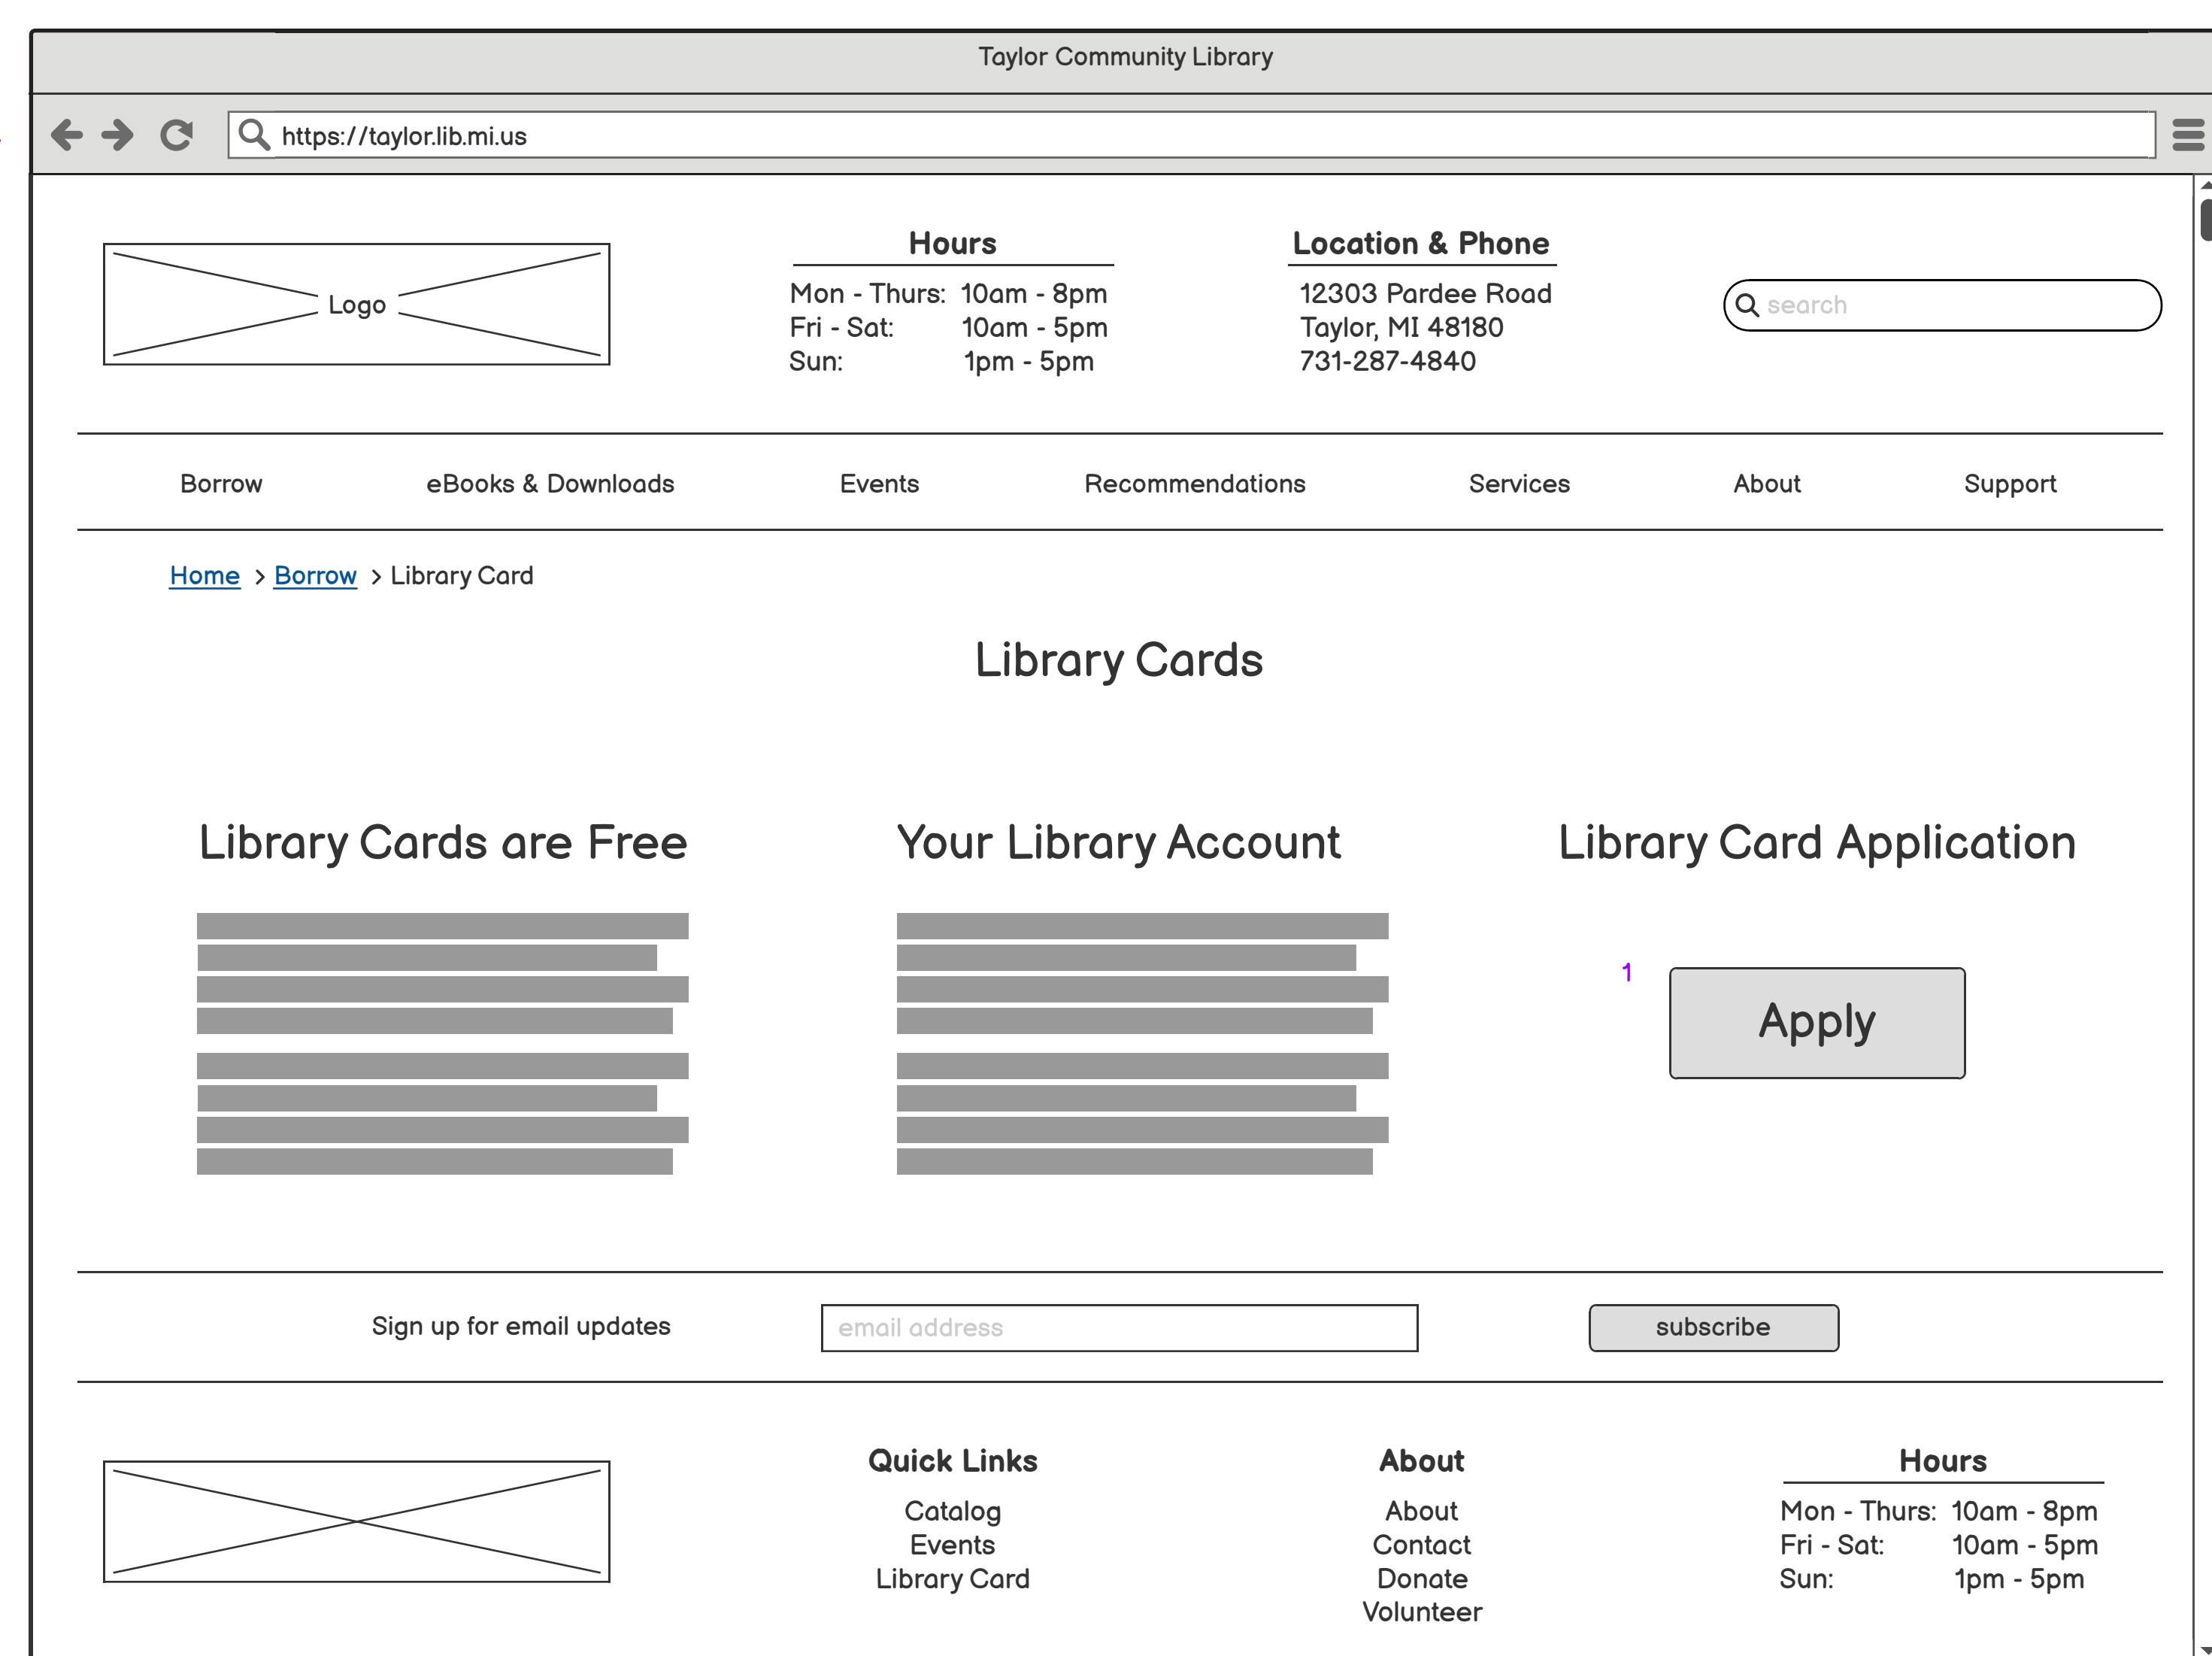 Taylor Community Library
https://taylor.lib.mi.us
Logo
Hours
Mon - Thurs: 10am - 8pm
Fri - Sat: 10am - 5pm
Sun: 1pm - 5pm
Location & Phone
12303 Pardee Road
Taylor, MI 48180
731-287-4840
search
Borrow eBooks & Downloads Events Recommendations Services About Support
Home > Borrow > Library Card
Library Cards
Library Cards are Free
Your Library Account
Library Card Application
1
Apply
Sign up for email updates
email address
subscribe
Quick Links
Catalog
Events
Library Card
About
About
Contact
Donate
Volunteer
Hours
Mon - Thurs: 10am - 8pm
Fri - Sat: 10am - 5pm
Sun: 1pm - 5pm